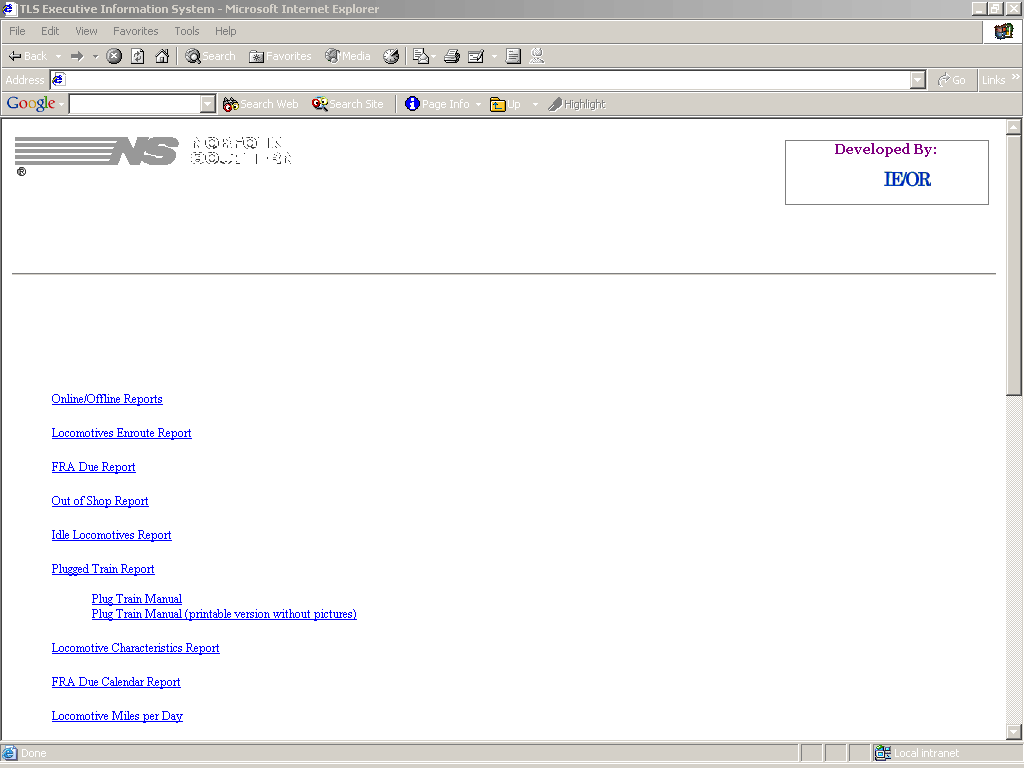 TLS Executive Information System - Microsoft Internet Explorer
File Edit View Favorites Tools Help
Back Search Favorites Media
Address Go Links »
Google Search Web Search Site Page Info Up Highlight
NS NORFOLK
SOUTHERN
®
Developed By:
IE/OR
Online/Offline Reports
Locomotives Enroute Report
FRA Due Report
Out of Shop Report
Idle Locomotives Report
Plugged Train Report
Plug Train Manual
Plug Train Manual (printable version without pictures)
Locomotive Characteristics Report
FRA Due Calendar Report
Locomotive Miles per Day
Done Local intranet